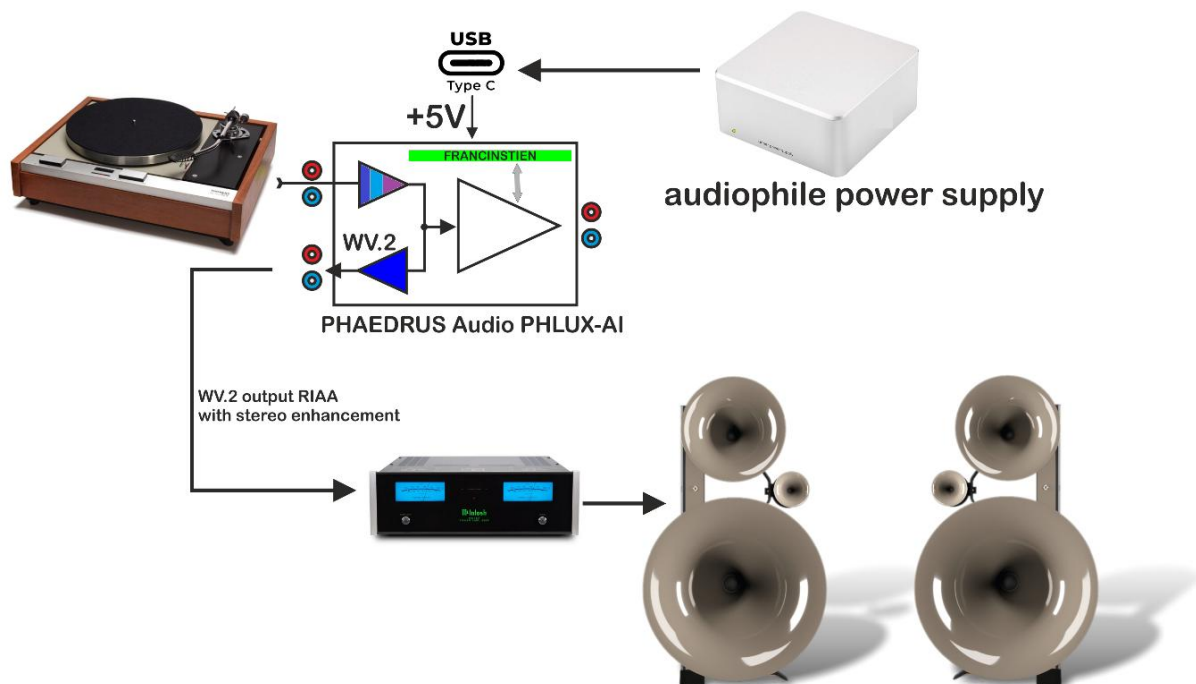 USB
Type C
+5V
FRANCINSTIEN
audiophile power supply
WV.2
PHAEDRUS Audio PHLUX-AI
WV.2 output RIAA
with stereo enhancement
McIntosh